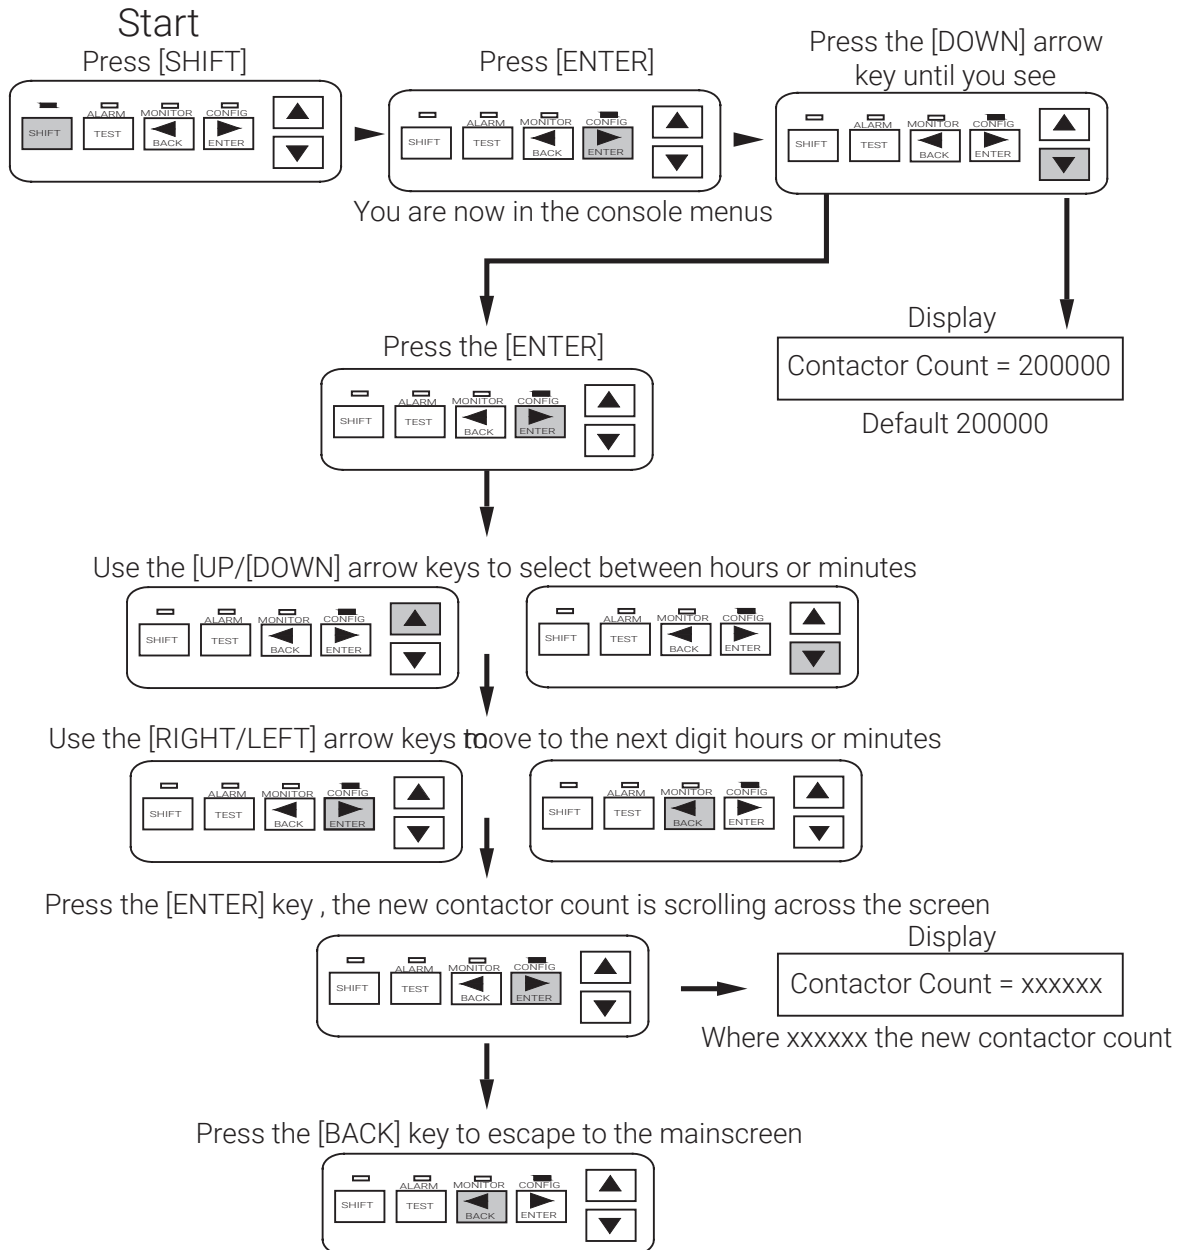 Start
Press [SHIFT]
SHIFT
ALARM
TEST
MONITOR
BACK
CONFIG
ENTER
Press [ENTER]
SHIFT
ALARM
TEST
MONITOR
BACK
CONFIG
ENTER
You are now in the console menus
Press the [DOWN] arrow
key until you see
SHIFT
ALARM
TEST
MONITOR
BACK
CONFIG
ENTER
Display
Contactor Count = 200000
Default 200000
Press the [ENTER]
SHIFT
ALARM
TEST
MONITOR
BACK
CONFIG
ENTER
Use the [UP/[DOWN] arrow keys to select between hours or minutes
SHIFT
ALARM
TEST
MONITOR
BACK
CONFIG
ENTER
SHIFT
ALARM
TEST
MONITOR
BACK
CONFIG
ENTER
Use the [RIGHT/LEFT] arrow keys to move to the next digit hours or minutes
SHIFT
ALARM
TEST
MONITOR
BACK
CONFIG
ENTER
SHIFT
ALARM
TEST
MONITOR
BACK
CONFIG
ENTER
Press the [ENTER] key , the new contactor count is scrolling across the screen
SHIFT
ALARM
TEST
MONITOR
BACK
CONFIG
ENTER
Display
Contactor Count = xxxxxx
Where xxxxxx the new contactor count
Press the [BACK] key to escape to the mainscreen
SHIFT
ALARM
TEST
MONITOR
BACK
CONFIG
ENTER